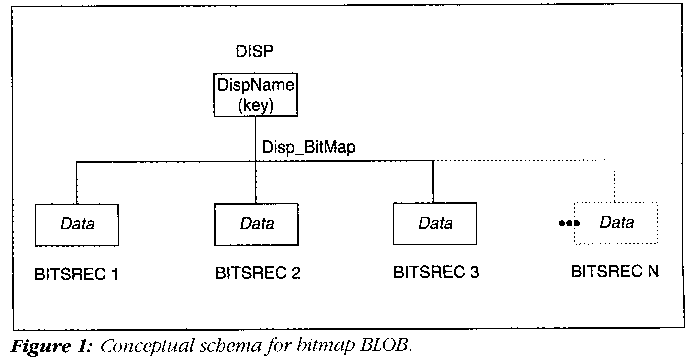 DISP
DispName
(key)
Disp_BitMap
Data Data Data ••• Data
BITSREC 1 BITSREC 2 BITSREC 3 BITSREC N
Figure 1: Conceptual schema for bitmap BLOB.